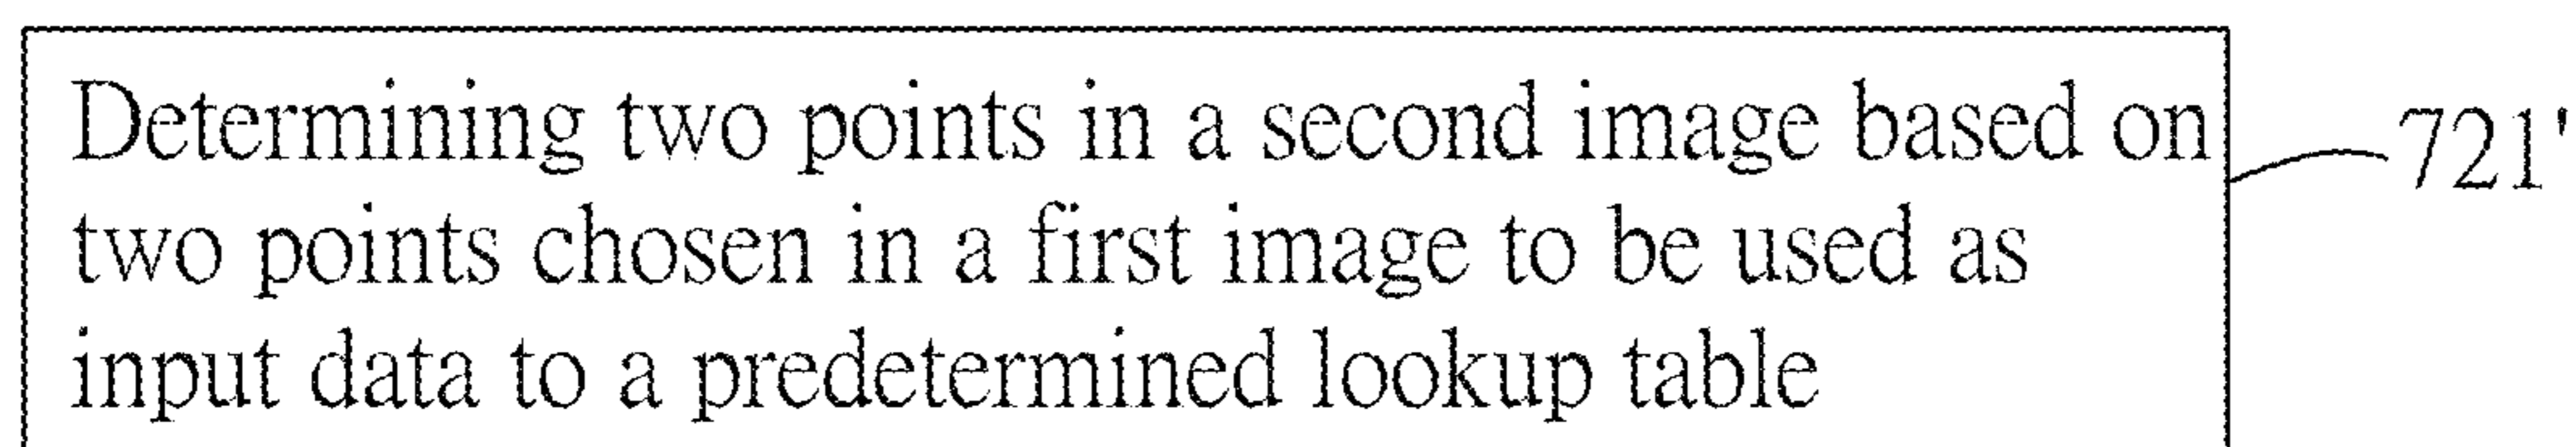 Determining two points in a second image based on
two points chosen in a first image to be used as
input data to a predetermined lookup table
721'